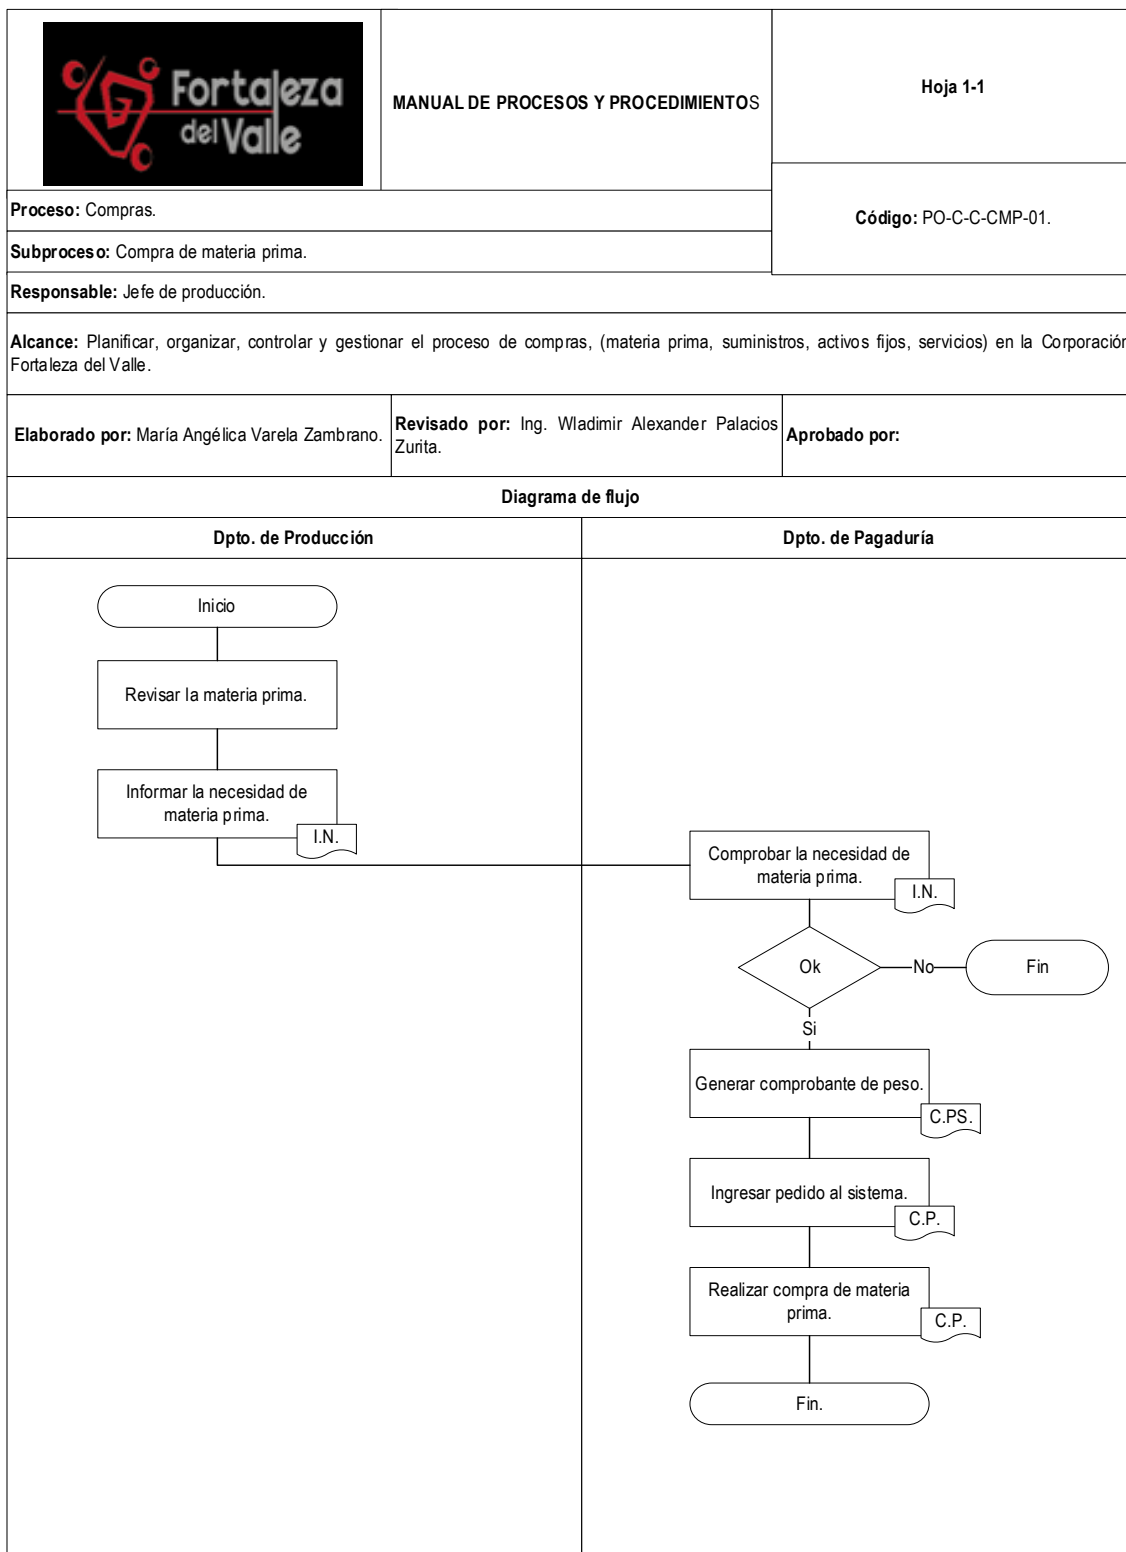 Fortaleza
del Valle
MANUAL DE PROCESOS Y PROCEDIMIENTOS
Hoja 1-1
Proceso: Compras.
Código: PO-C-C-CMP-01.
Subproceso: Compra de materia prima.
Responsable: Jefe de producción.
Alcance: Planificar, organizar, controlar y gestionar el proceso de compras, (materia prima, suministros, activos fijos, servicios) en la Corporación
Fortaleza del Valle.
Elaborado por: María Angélica Varela Zambrano.
Revisado por: Ing. Wladimir Alexander Palacios
Zurita.
Aprobado por:
Diagrama de flujo
Dpto. de Producción
Dpto. de Pagaduría
Inicio
Revisar la materia prima.
Informar la necesidad de
materia prima.
I.N.
Comprobar la necesidad de
materia prima.
I.N.
Ok
No
Fin
Si
Generar comprobante de peso.
C.PS.
Ingresar pedido al sistema.
C.P.
Realizar compra de materia
prima.
C.P.
Fin.